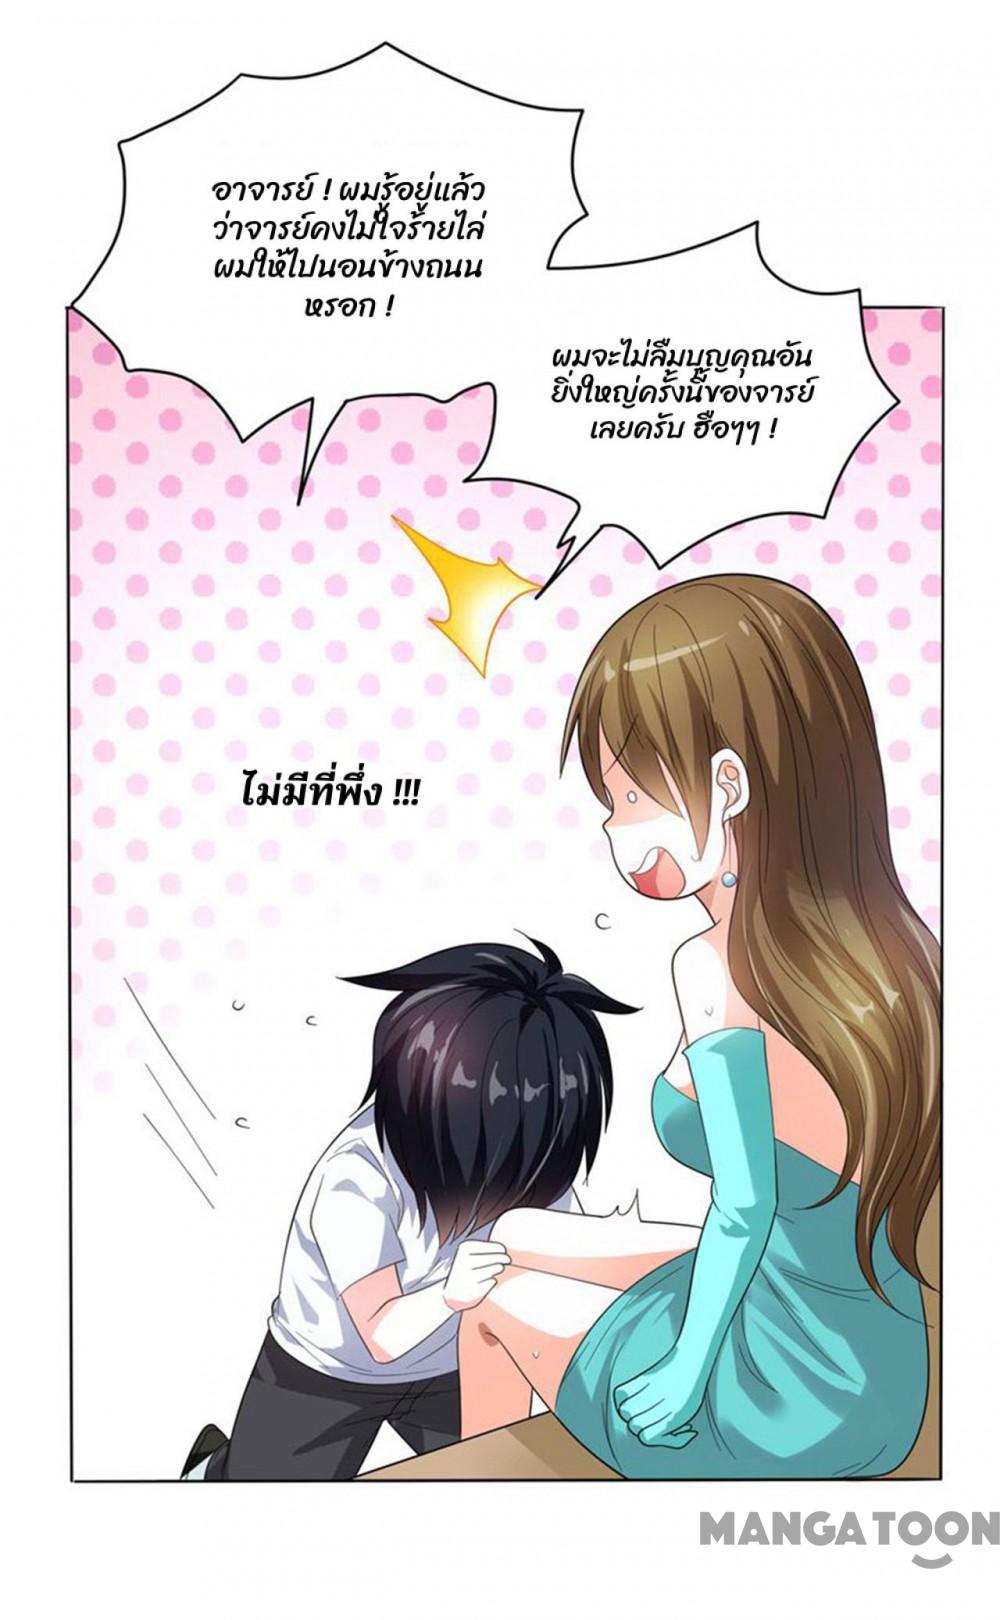 อาจารย์ ! ผมรู้อยู่แล้ว
ว่าจารย์คงไม่ใจร้ายไล่
ผมให้ไปนอนข้างถนน
หรอก !
ผมจะไม่ลืมบุญคุณอัน
ยิ่งใหญ่ครั้งนี้ของจารย์
เลยครับ ฮือๆๆ !
ไม่มีที่พึ่ง !!!
MANGATOON